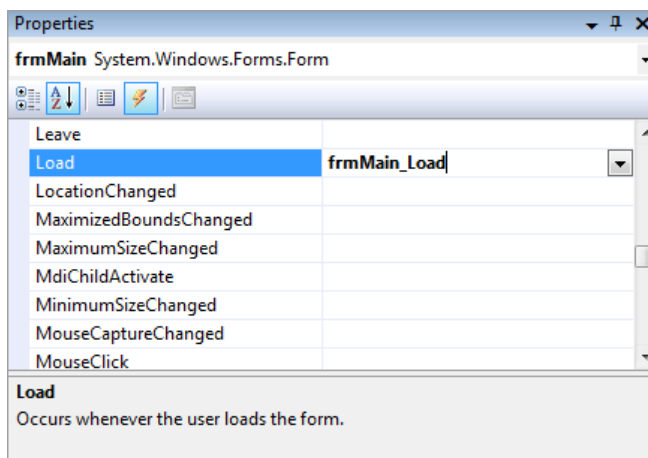 Properties
frmMain System.Windows.Forms.Form
Leave
Load frmMain_Load
LocationChanged
MaximizedBoundsChanged
MaximumSizeChanged
MdiChildActivate
MinimumSizeChanged
MouseCaptureChanged
MouseClick
Load
Occurs whenever the user loads the form.